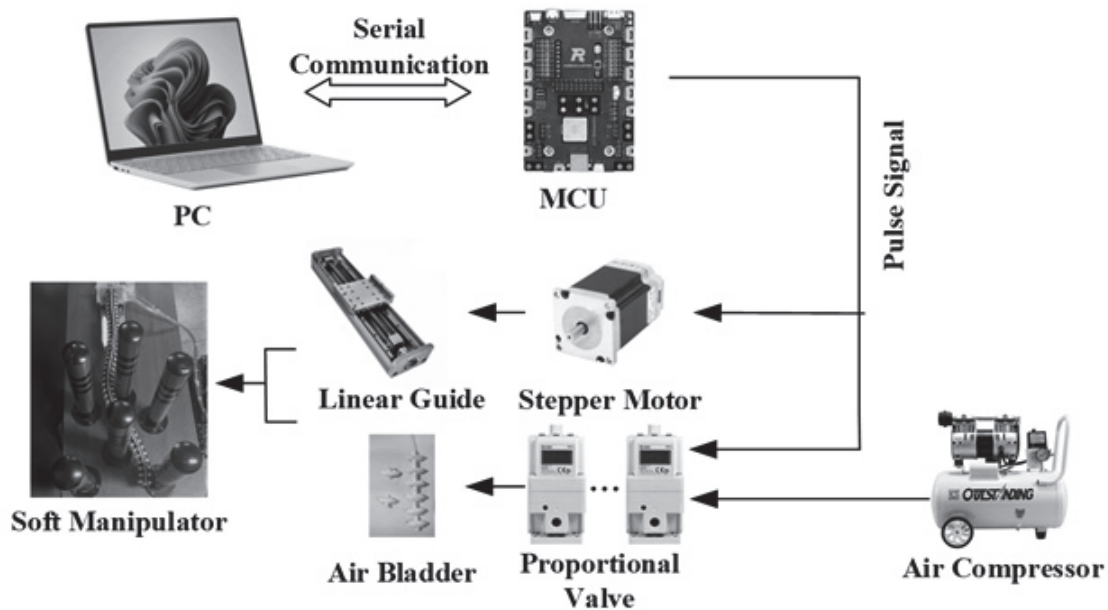 Serial
Communication
PC
MCU
Pulse Signal
Linear Guide
Stepper Motor
Soft Manipulator
Air Bladder
Proportional
Valve
Air Compressor